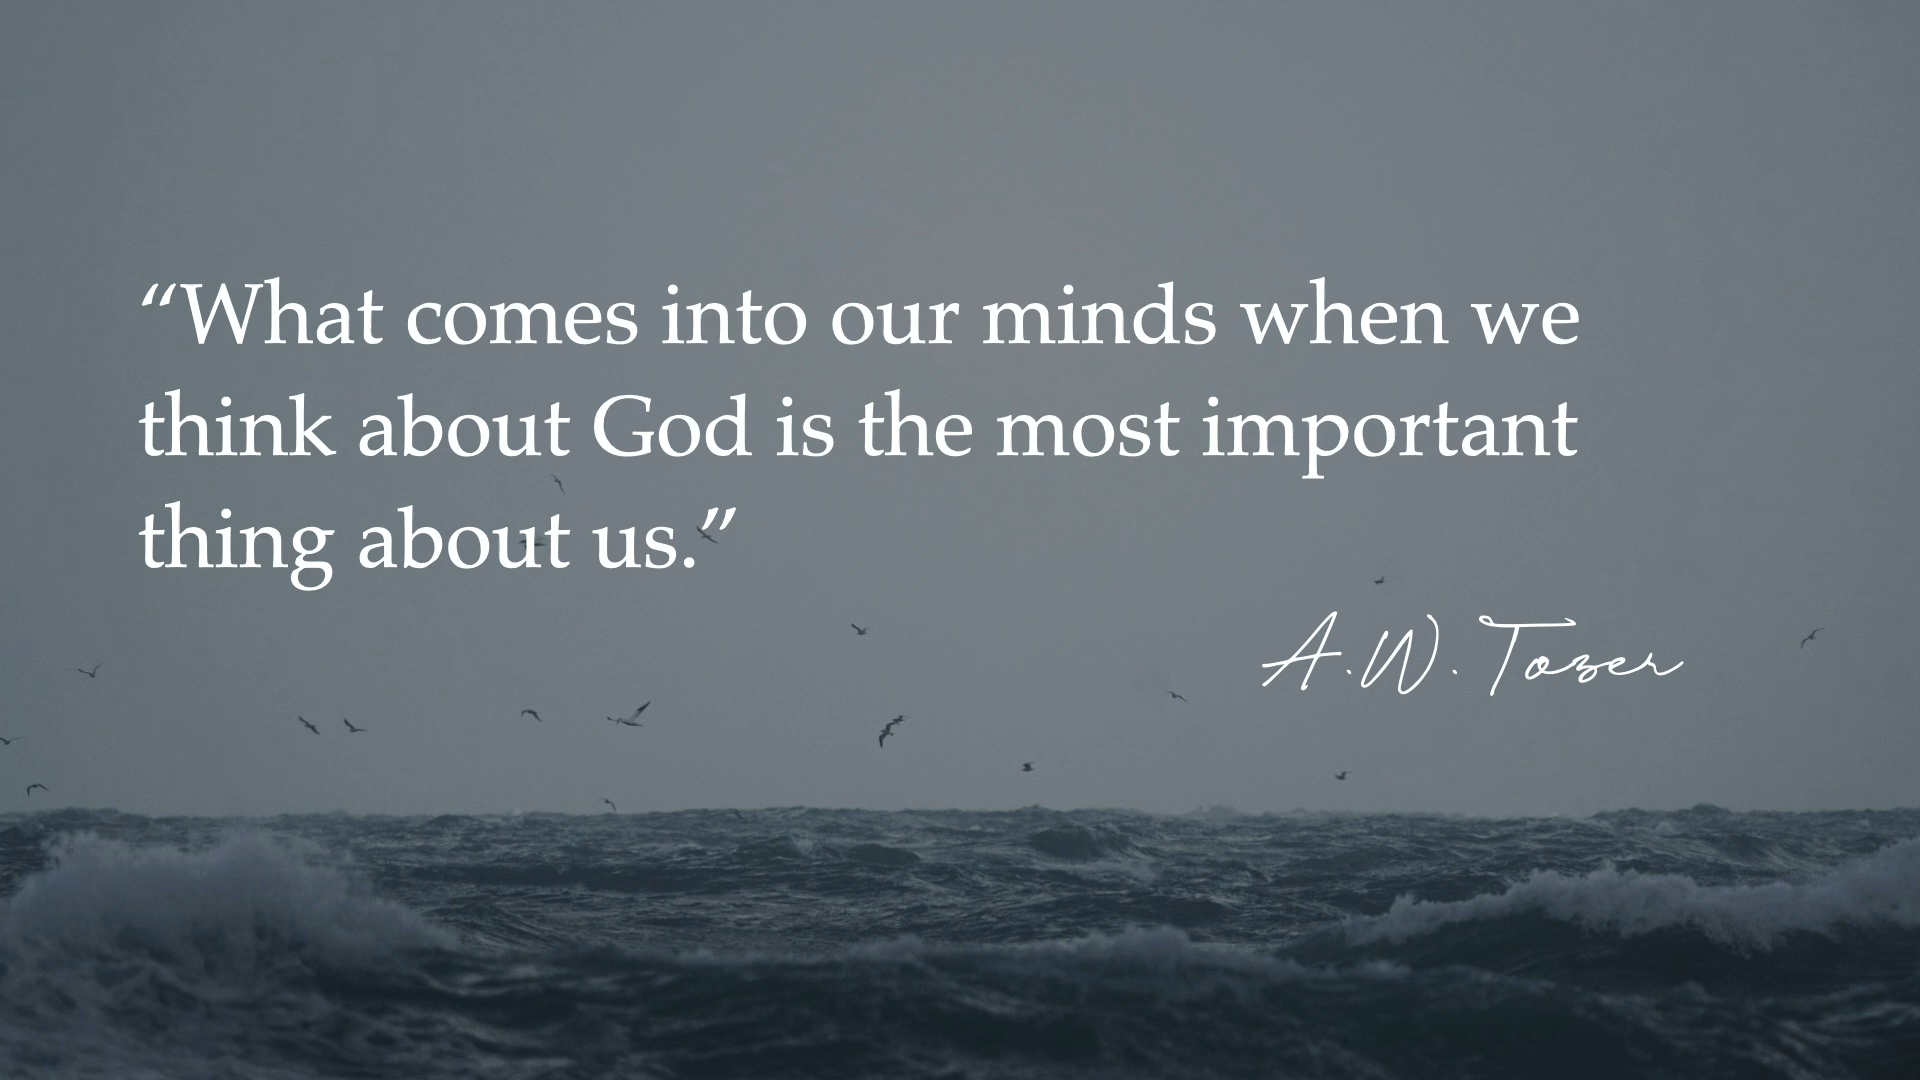 “What comes into our minds when we
think about God is the most important
thing about us.”
A.W. Tozer